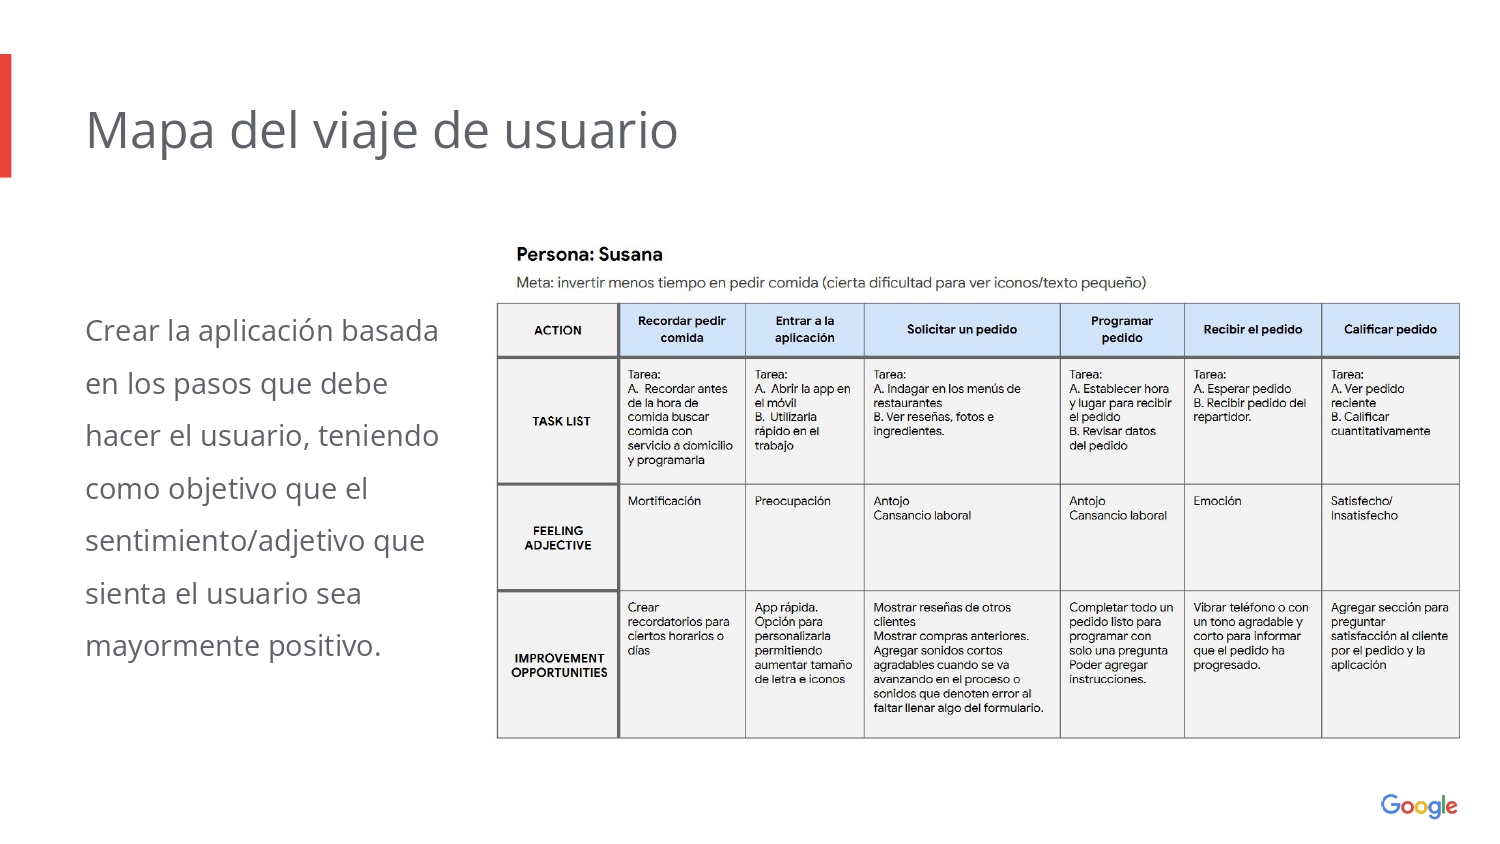 Mapa del viaje de usuario
Crear la aplicación basada
en los pasos que debe
hacer el usuario, teniendo
como objetivo que el
sentimiento/adjetivo que
sienta el usuario sea
mayormente positivo.
Persona: Susana
Meta: invertir menos tiempo en pedir comida (cierta dificultad para ver iconos/texto pequeño)
ACTION
Recordar pedir
comida
Entrar a la
aplicación
Solicitar un pedido
Programar
pedido
Recibir el pedido
Calificar pedido
TASK LIST
Tarea:
A. Recordar antes
de la hora de
comida buscar
comida con
servicio a domicilio
y programarla
Tarea:
A. Abrir la app en
el móvil
B. Utilizarla
rápido en el
trabajo
Tarea:
A. Indagar en los menús de
restaurantes
B. Ver reseñas, fotos e
ingredientes.
Tarea:
A. Establecer hora
y lugar para recibir
el pedido
B. Revisar datos
del pedido
Tarea:
A. Esperar pedido
B. Recibir pedido del
repartidor.
Tarea:
A. Ver pedido
reciente
B. Calificar
cuantitativamente
FEELING
ADJECTIVE
Mortificación
Preocupación
Antojo
Cansancio laboral
Antojo
Cansancio laboral
Emoción
Satisfecho/
Insatisfecho
IMPROVEMENT
OPPORTUNITIES
Crear
recordatorios para
ciertos horarios o
días
App rápida.
Opción para
personalizarla
permitiendo
aumentar tamaño
de letra e iconos
Mostrar reseñas de otros
clientes
Mostrar compras anteriores.
Agregar sonidos cortos
agradables cuando se va
avanzando en el proceso o
sonidos que denoten error al
faltar llenar algo del formulario.
Completar todo un
pedido listo para
programar con
solo una pregunta
Poder agregar
instrucciones.
Vibrar teléfono o con
un tono agradable y
corto para informar
que el pedido ha
progresado.
Agregar sección para
preguntar
satisfacción al cliente
por el pedido y la
aplicación
Google